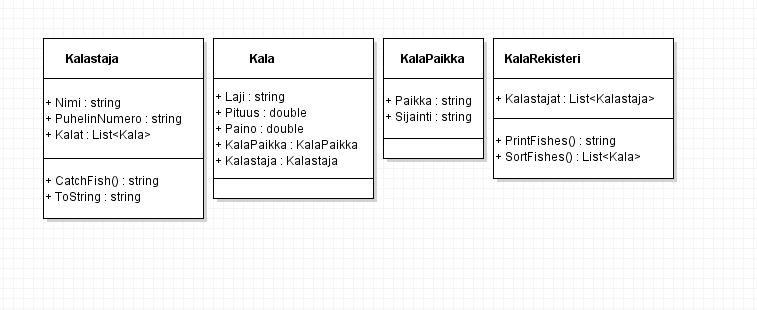 Kalastaja
+ Nimi : string
+ PuhelinNumero : string
+ Kalat : List<Kala>
+ CatchFish() : string
+ ToString : string
Kala
+ Laji : string
+ Pituus : double
+ Paino : double
+ KalaPaikka : KalaPaikka
+ Kalastaja : Kalastaja
KalaPaikka
+ Paikka : string
+ Sijainti : string
KalaRekisteri
+ Kalastajat : List<Kalastaja>
+ PrintFishes() : string
+ SortFishes() : List<Kala>